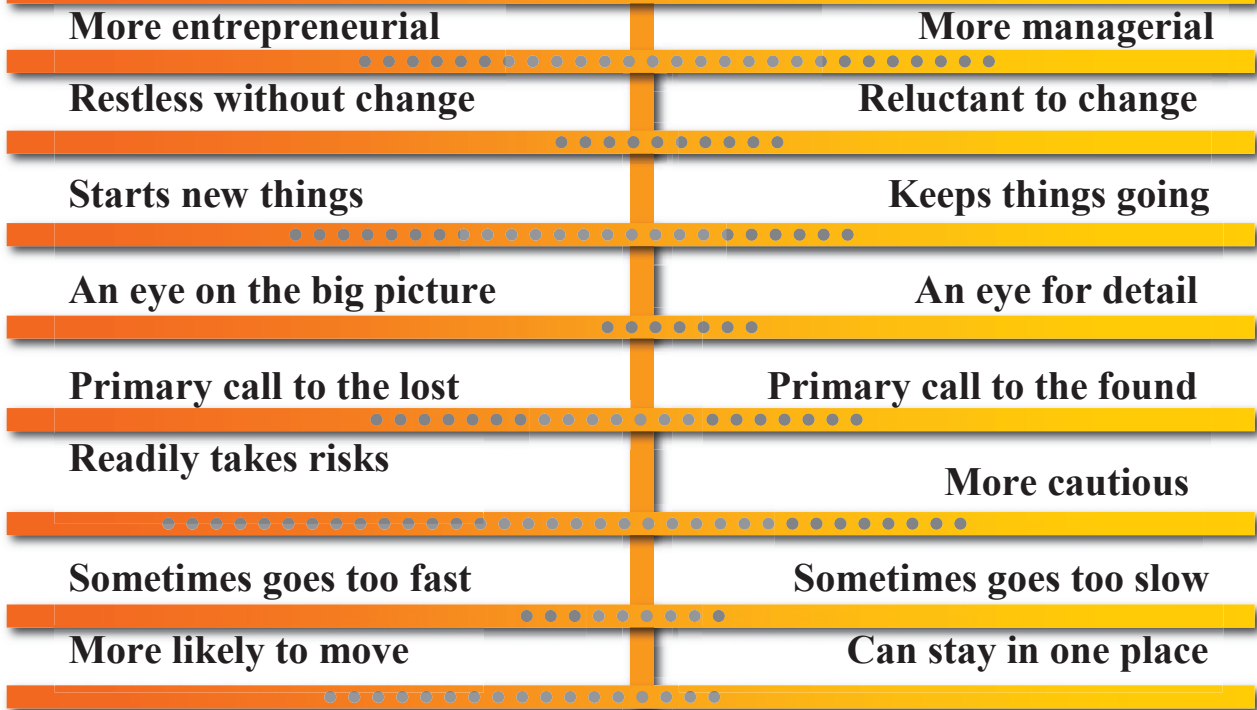 More entrepreneurial More managerial
Restless without change Reluctant to change
Starts new things Keeps things going
An eye on the big picture An eye for detail
Primary call to the lost Primary call to the found
Readily takes risks
More cautious
Sometimes goes too fast Sometimes goes too slow
More likely to move Can stay in one place